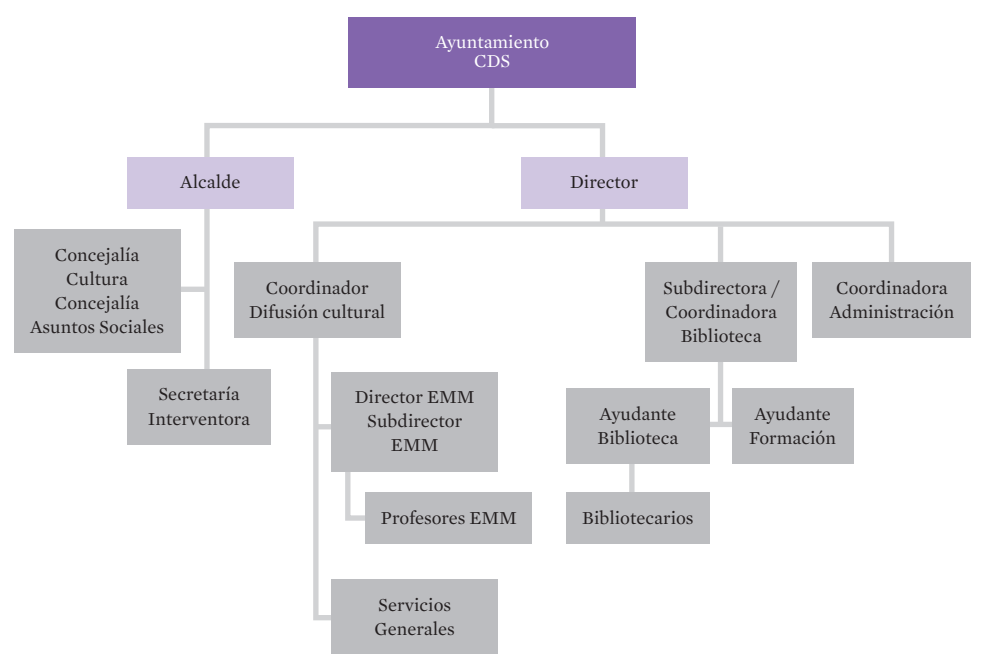 Ayuntamiento
CDS
Alcalde
Director
Concejalía
Cultura
Concejalía
Asuntos Sociales
Coordinador
Difusión cultural
Subdirectora /
Coordinadora
Biblioteca
Coordinadora
Administración
Secretaría
Interventora
Director EMM
Subdirector
EMM
Ayudante
Biblioteca
Ayudante
Formación
Profesores EMM
Bibliotecarios
Servicios
Generales